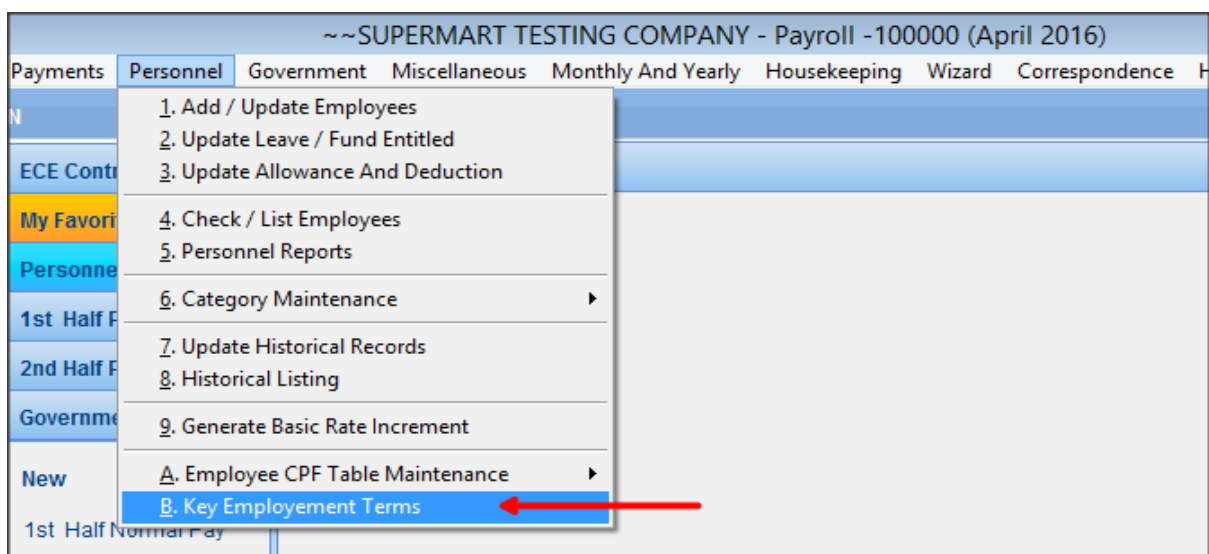 ~~SUPERMART TESTING COMPANY - Payroll -100000 (April 2016)
Payments Personnel Government Miscellaneous Monthly And Yearly Housekeeping Wizard Correspondence H
N
1. Add / Update Employees
2. Update Leave / Fund Entitled
ECE Contr
3. Update Allowance And Deduction
My Favori
4. Check / List Employees
5. Personnel Reports
Personne
6. Category Maintenance
1st Half P
7. Update Historical Records
2nd Half P
8. Historical Listing
Governme
9. Generate Basic Rate Increment
New
A. Employee CPF Table Maintenance
B. Key Employement Terms
1st Half Normal Pay